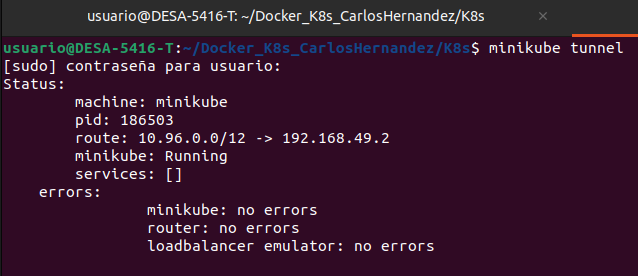 usuario@DESA-5416-T: ~/Docker_K8s_CarlosHernandez/K8s
usuario@DESA-5416-T:~/Docker_K8s_CarlosHernandez/K8s$ minikube tunnel
[sudo] contraseña para usuario:
Status:
machine: minikube
pid: 186503
route: 10.96.0.0/12 -> 192.168.49.2
minikube: Running
services: []
errors:
minikube: no errors
router: no errors
loadbalancer emulator: no errors